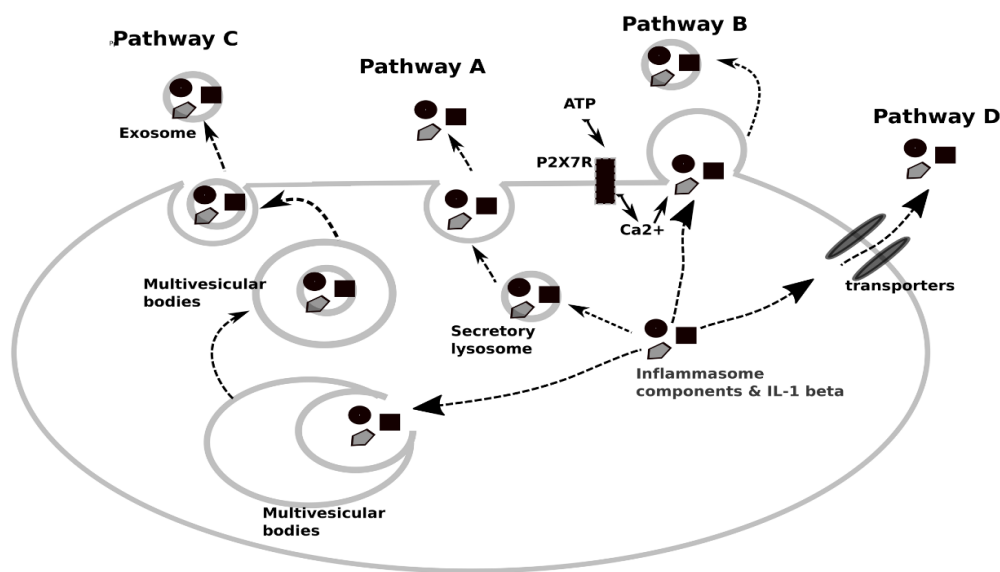 Pathway C
Pathway A
Pathway B
Pathway D
Exosome
ATP
P2X7R
Ca2+
Multivesicular
bodies
Secretory
lysosome
transporters
Inflammasome
components & IL-1 beta
Multivesicular
bodies